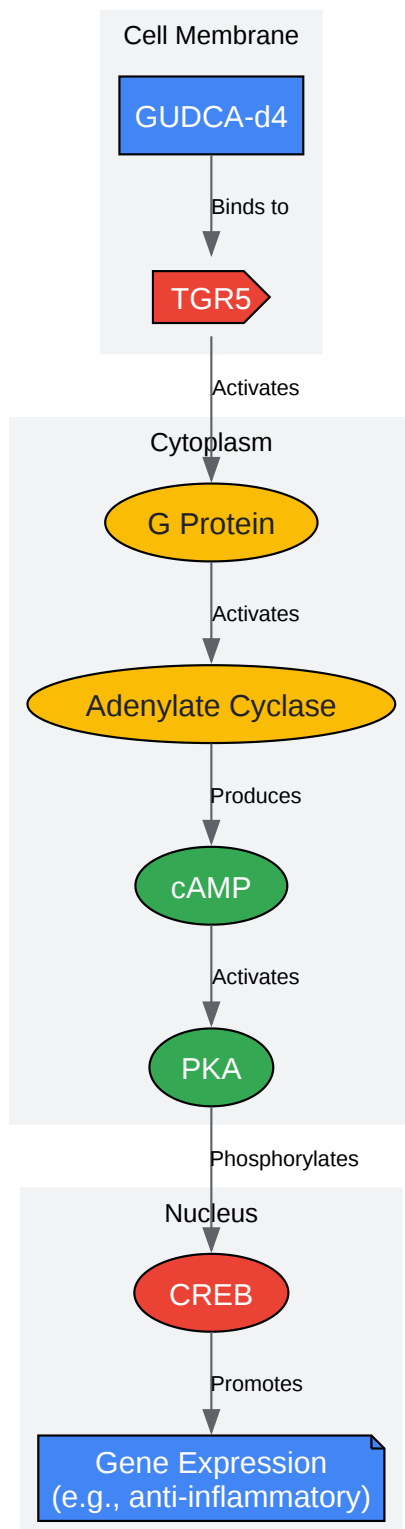 Cell Membrane
GUDCA-d4
Binds to
TGR5
Activates
Cytoplasm
G Protein
Activates
Adenylate Cyclase
Produces
cAMP
Activates
PKA
Phosphorylates
Nucleus
CREB
Promotes
Gene Expression
(e.g., anti-inflammatory)